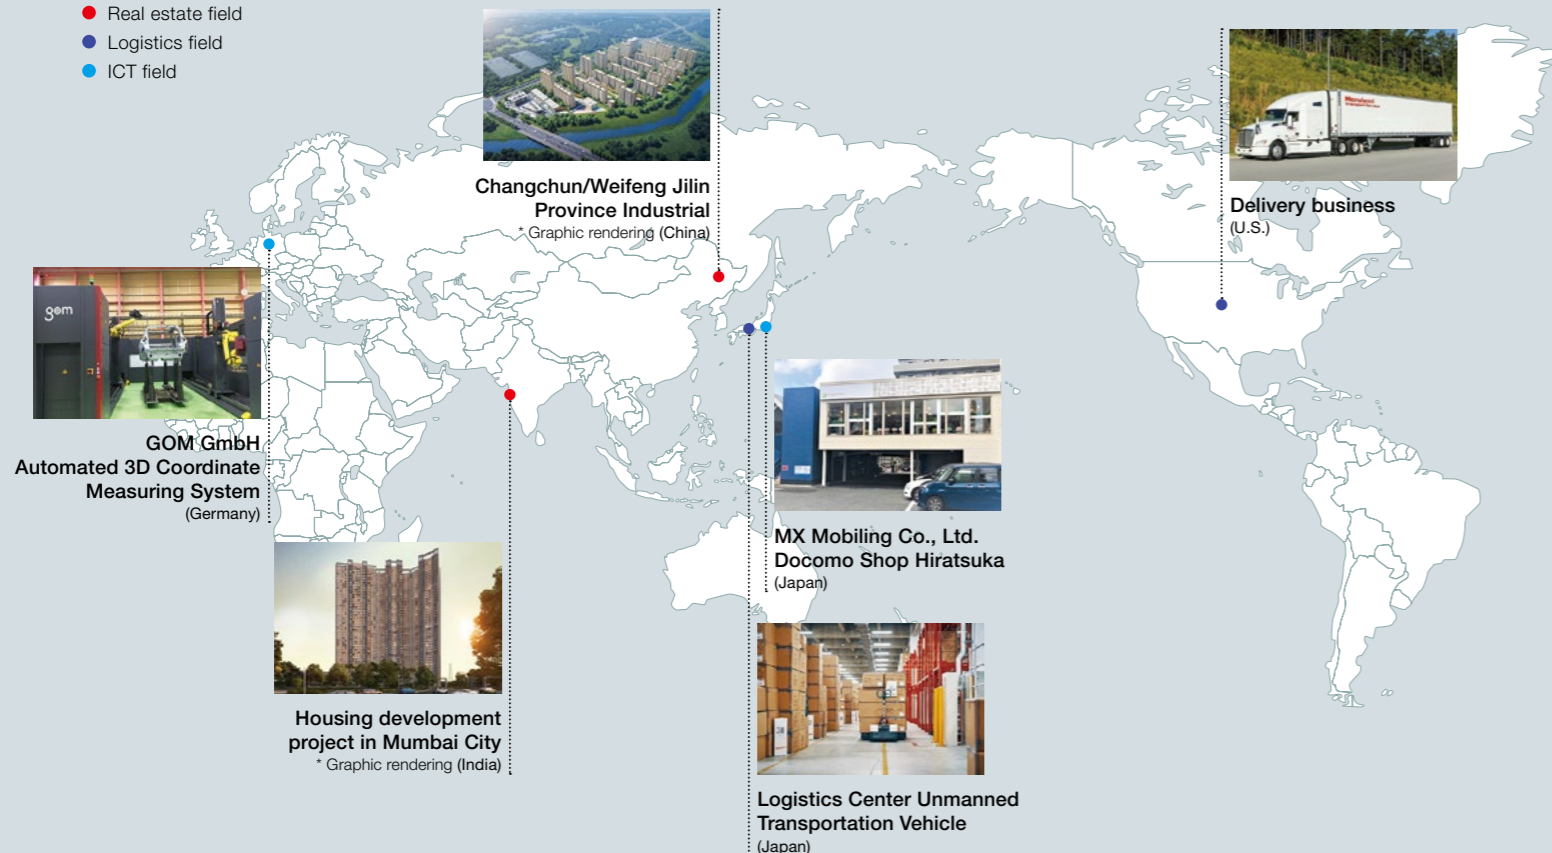 Real estate field
Logistics field
ICT field
Changchun/Weifeng Jilin
Province Industrial
* Graphic rendering (China)
Delivery business
(U.S.)
gom
GOM GmbH
Automated 3D Coordinate
Measuring System
(Germany)
MX Mobiling Co., Ltd.
Docomo Shop Hiratsuka
(Japan)
Housing development
project in Mumbai City
* Graphic rendering (India)
Logistics Center Unmanned
Transportation Vehicle
(Japan)